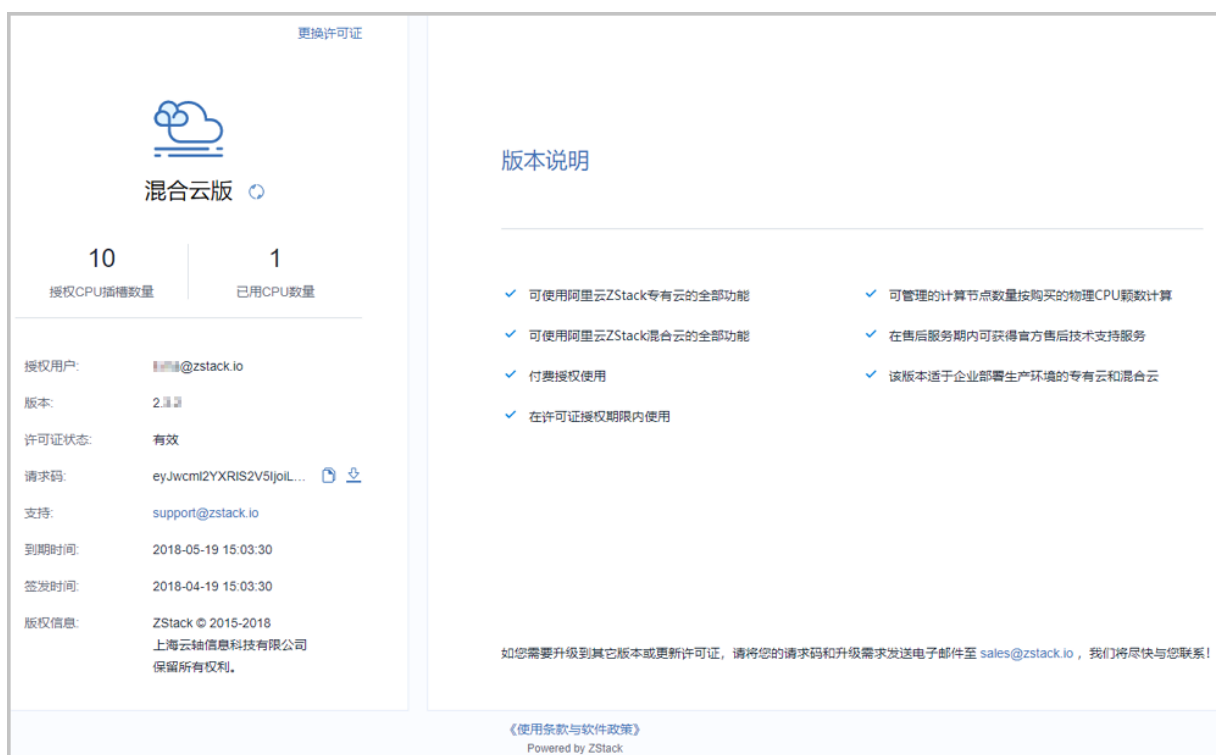 更换许可证
混合云版
10
授权CPU插槽数量
1
已用CPU数量
授权用户:
@zstack.io
版本:
2.
许可证状态:
有效
请求码:
eyJwcml2YXRlS2V5IjoiL...
支持:
support@zstack.io
到期时间:
2018-05-19 15:03:30
签发时间:
2018-04-19 15:03:30
版权信息:
ZStack © 2015-2018
上海云轴信息科技有限公司
保留所有权利。
版本说明
可使用阿里云ZStack专有云的全部功能
可使用阿里云ZStack混合云的全部功能
付费授权使用
在许可证授权期限内使用
可管理的计算节点数量按购买的物理CPU颗数计算
在售后服务期内可获得官方售后技术支持服务
该版本适于企业部署生产环境的专有云和混合云
如您需要升级到其它版本或更新许可证，请将您的请求码和升级需求发送电子邮件至 sales@zstack.io ，我们将尽快与您联系！
《使用条款与软件政策》
Powered by ZStack